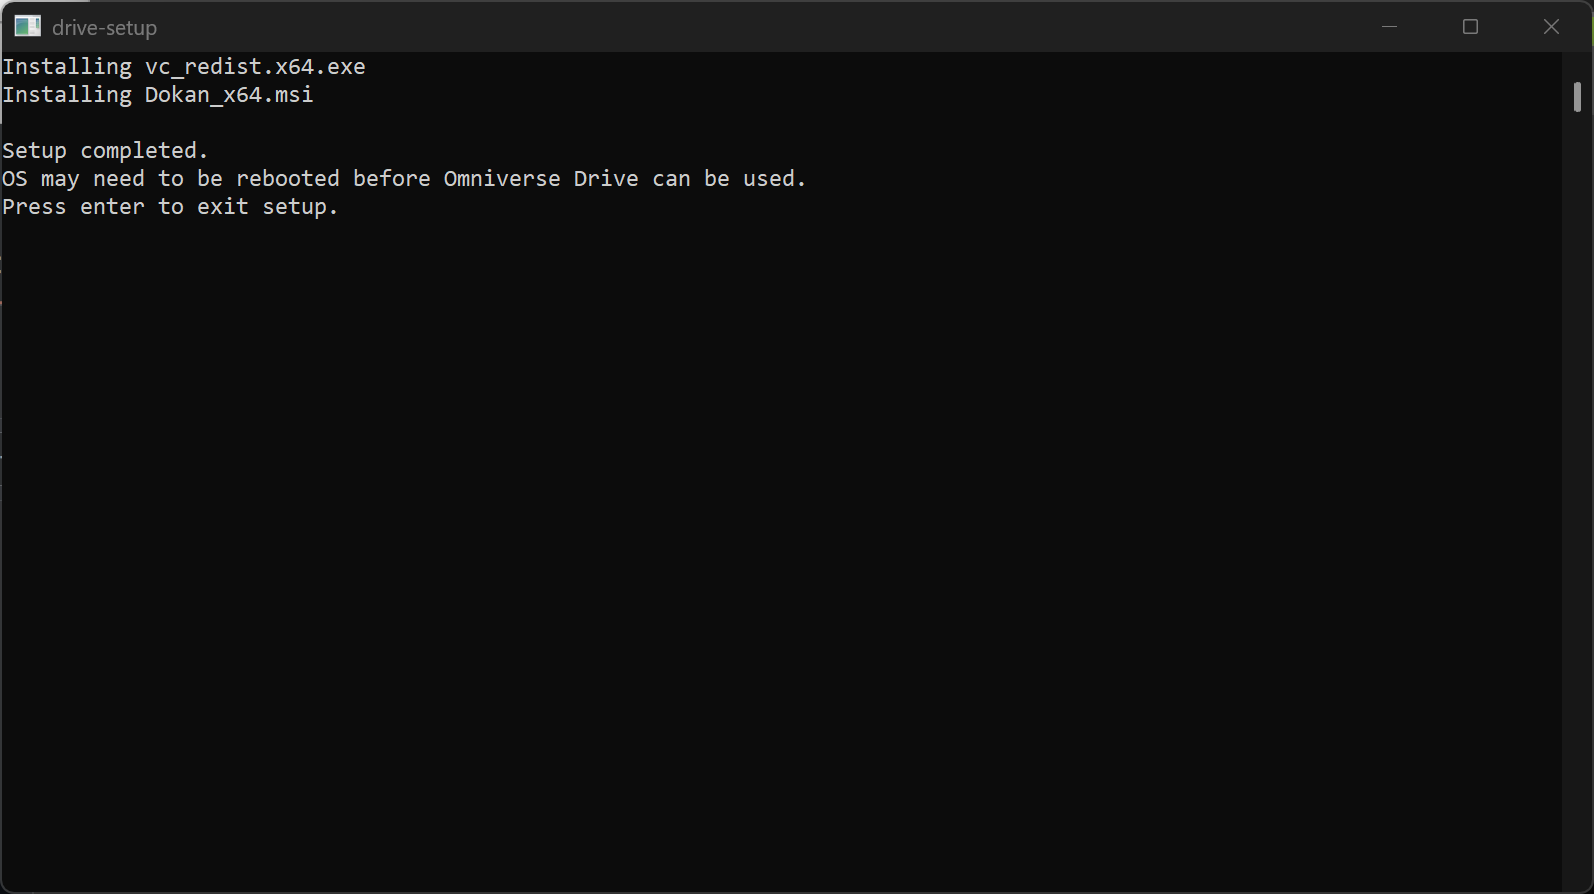 drive-setup
Installing vc_redist.x64.exe
Installing Dokan_x64.msi
Setup completed.
OS may need to be rebooted before Omniverse Drive can be used.
Press enter to exit setup.